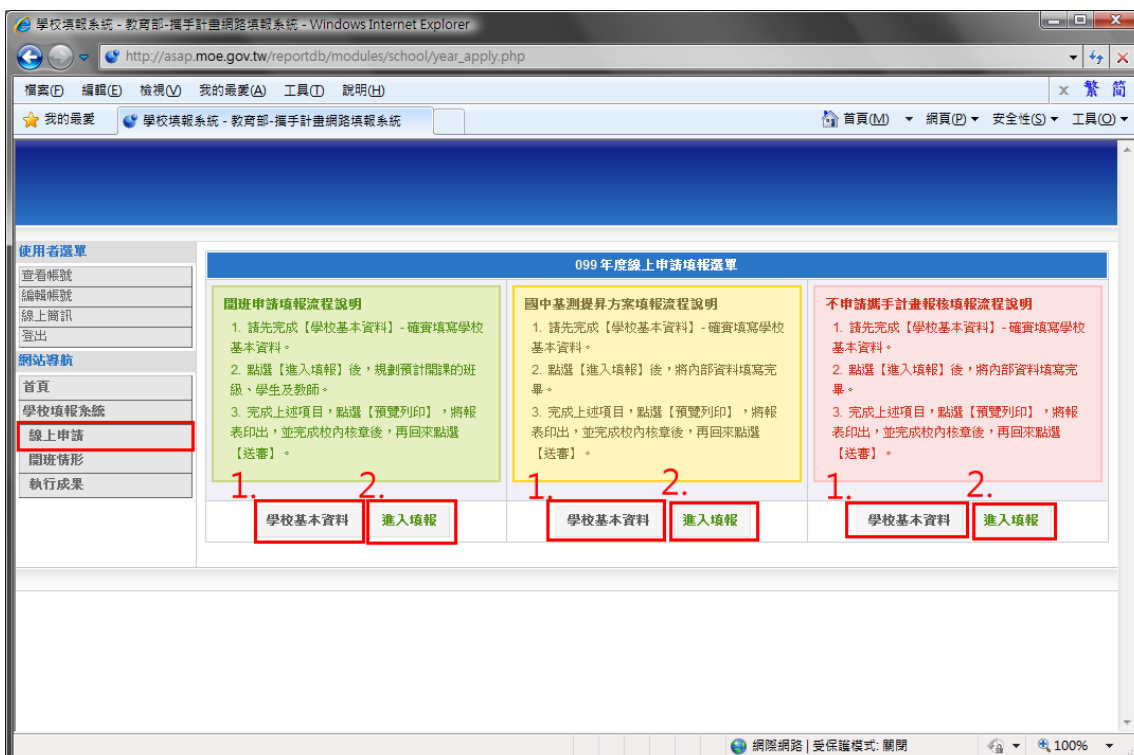 學校填報系統 - 教育部-攜手計畫網路填報系統 - Windows Internet Explorer
http://asap.moe.gov.tw/reportdb/modules/school/year_apply.php
檔案(F) 編輯(E) 檢視(V) 我的最愛(A) 工具(T) 說明(H)
x 繁 简
我的最愛 學校填報系統 - 教育部-攜手計畫網路填報系統
首頁(M) 網頁(P) 安全性(S) 工具(O)
使用者選單
查看帳號
編輯帳號
線上簡訊
登出
網站導航
首頁
學校填報系統
線上申請
開班情形
執行成果
099 年度線上申請填報選單
開班申請填報流程說明
1. 請先完成【學校基本資料】- 確實填寫學校
基本資料。
2. 點選【進入填報】後，規劃預計開課的班
級、學生及教師。
3. 完成上述項目，點選【預覽列印】，將報
表印出，並完成校內核章後，再回來點選
【送審】。
1. 2.
學校基本資料 進入填報
國中基測提昇方案填報流程說明
1. 請先完成【學校基本資料】- 確實填寫學校
基本資料。
2. 點選【進入填報】後，將內部資料填寫完
畢。
3. 完成上述項目，點選【預覽列印】，將報
表印出，並完成校內核章後，再回來點選
【送審】。
1. 2.
學校基本資料 進入填報
不申請攜手計畫報核填報流程說明
1. 請先完成【學校基本資料】- 確實填寫學校
基本資料。
2. 點選【進入填報】後，將內部資料填寫完
畢。
3. 完成上述項目，點選【預覽列印】，將報
表印出，並完成校內核章後，再回來點選
【送審】。
1. 2.
學校基本資料 進入填報
網際網路 | 受保護模式: 關閉 100%